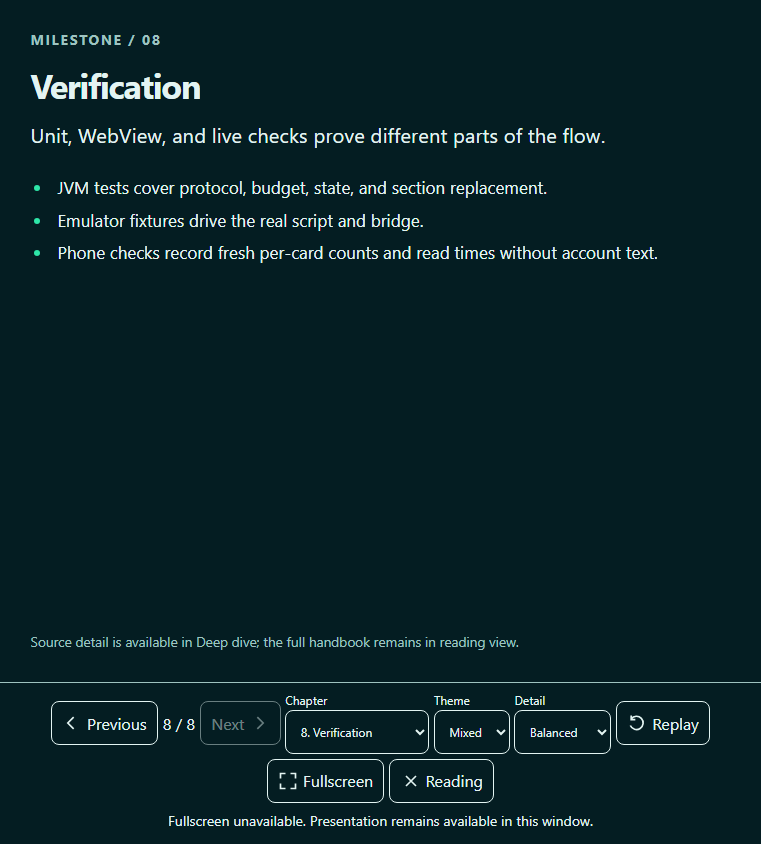 MILESTONE / 08
Verification
Unit, WebView, and live checks prove different parts of the flow.
JVM tests cover protocol, budget, state, and section replacement.
Emulator fixtures drive the real script and bridge.
Phone checks record fresh per-card counts and read times without account text.
Source detail is available in Deep dive; the full handbook remains in reading view.
Chapter Theme Detail
Previous 8 / 8 Next 8. Verification Mixed Balanced Replay
Fullscreen Reading
Fullscreen unavailable. Presentation remains available in this window.